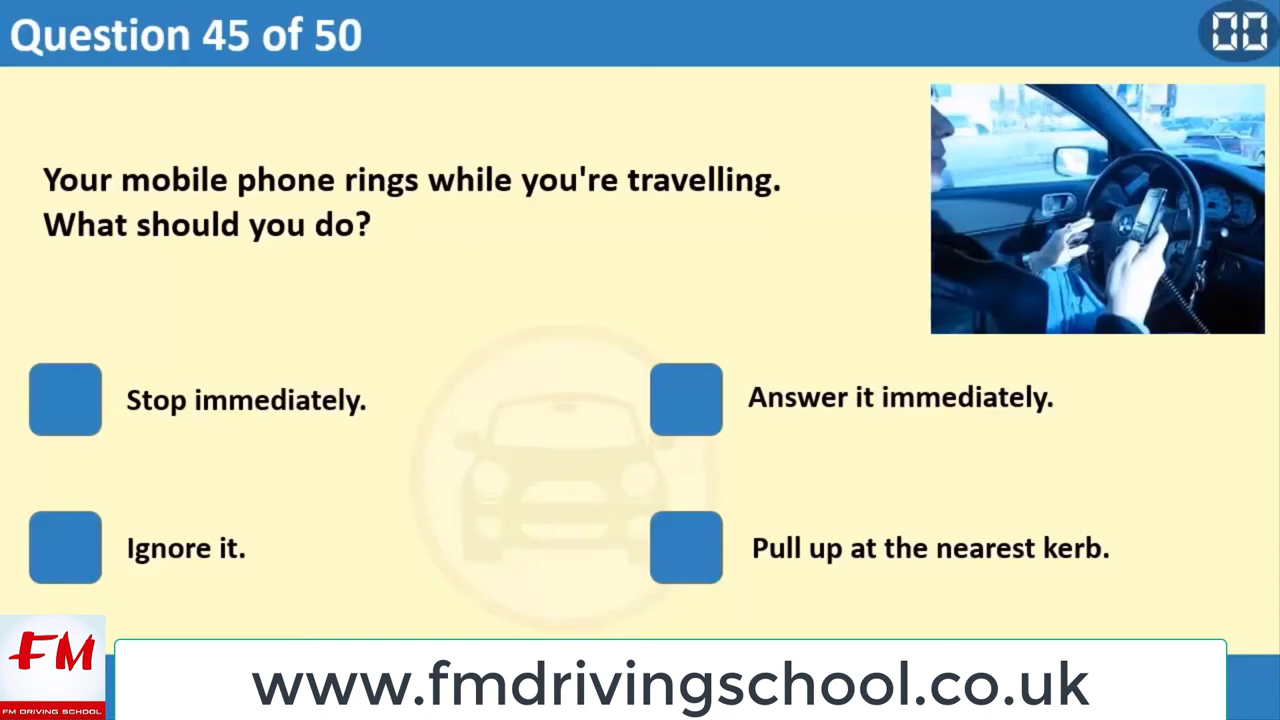 Question 45 of 50
00
Your mobile phone rings while you're travelling.
What should you do?
Stop immediately.
Answer it immediately.
Ignore it.
Pull up at the nearest kerb.
FM
FM DRIVING SCHOOL
www.fmdrivingschool.co.uk